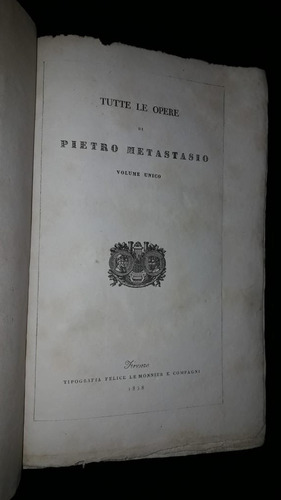 TUTTE LE OPERE
DI
PIETRO METASTASIO
VOLUME UNICO
Firenze
TIPOGRAFIA FELICE LE MONNIER E COMPAGNI